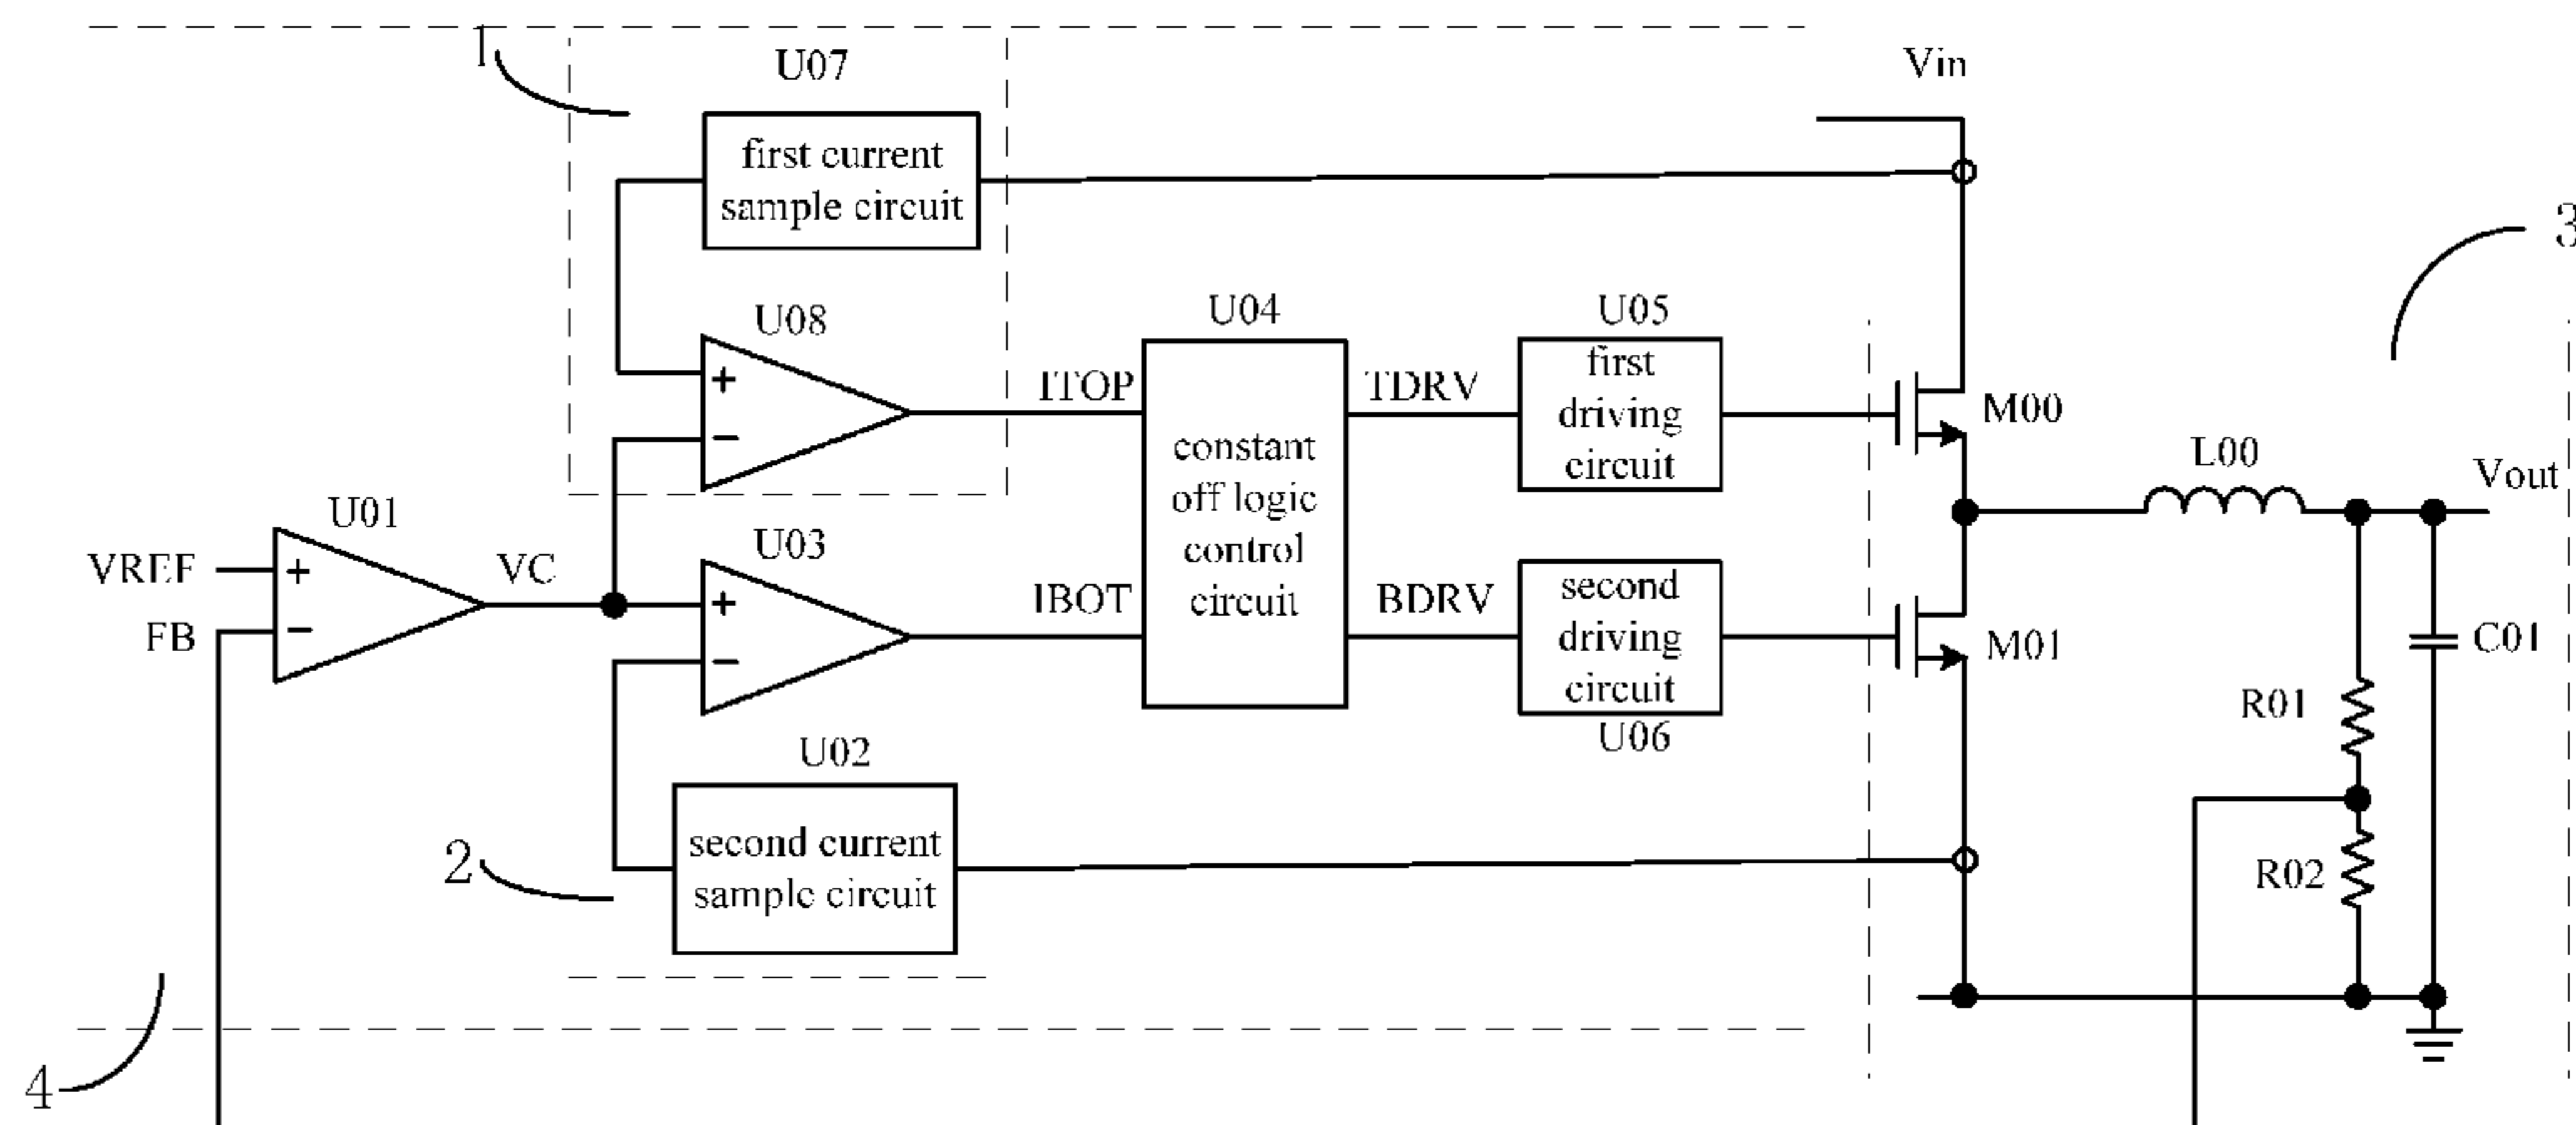 1
U07
Vin
first current
sample circuit
3
U08
+
−
ITOP
U04
constant
off logic
control
circuit
TDRV
U05
first
driving
circuit
M00
L00
Vout
U01
VREF
+
FB
−
VC
U03
+
−
IBOT
BDRV
second
driving
circuit
U06
M01
C01
R01
U02
second current
sample circuit
2
R02
4